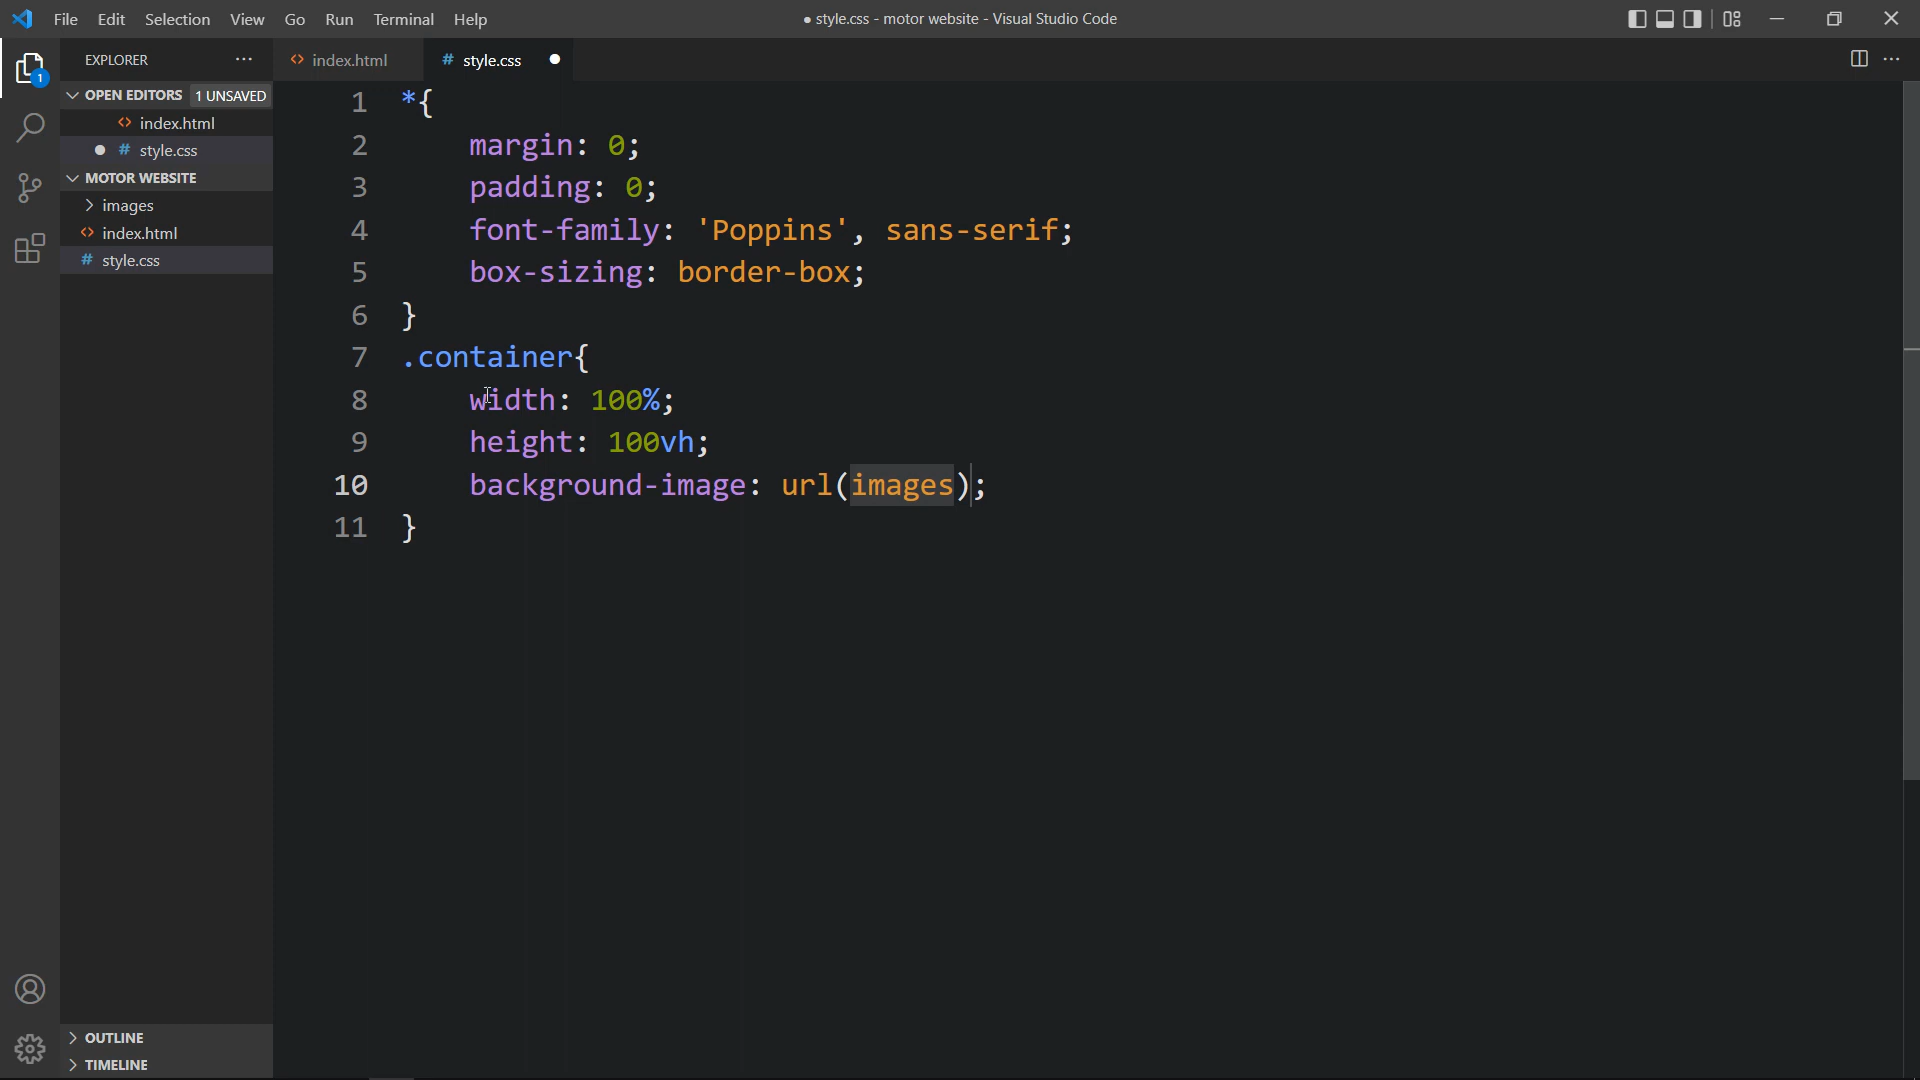 File Edit Selection View Go Run Terminal Help
● style.css - motor website - Visual Studio Code
EXPLORER ···
<> index.html # style.css ●
OPEN EDITORS 1 UNSAVED
<> index.html
● # style.css
MOTOR WEBSITE
> images
<> index.html
# style.css
1 *{
2 margin: 0;
3 padding: 0;
4 font-family: 'Poppins', sans-serif;
5 box-sizing: border-box;
6 }
7 .container{
8 width: 100%;
9 height: 100vh;
10 background-image: url(images);
11 }
1
> OUTLINE
> TIMELINE